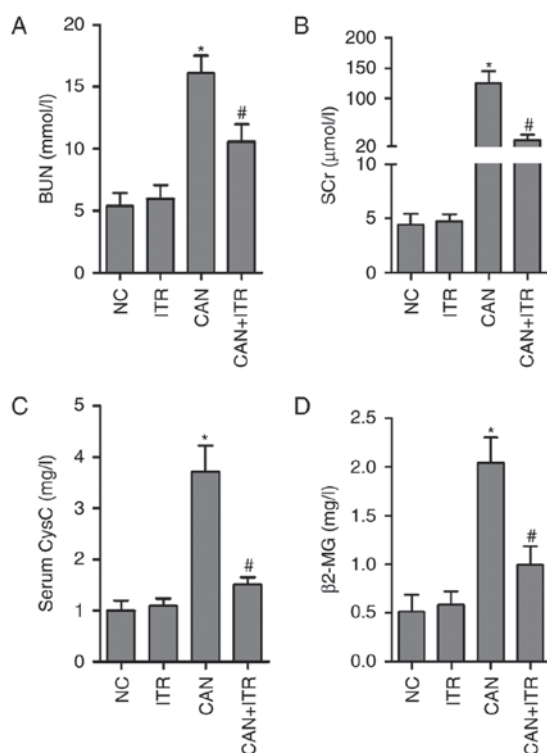 A
BUN (mmol/l)
20
15
10
5
0
*
#
NC
ITR
CAN
CAN+ITR
B
SCr (μmol/l)
200
150
100
20
10
5
0
*
#
NC
ITR
CAN
CAN+ITR
C
Serum CysC (mg/l)
5
4
3
2
1
0
*
#
NC
ITR
CAN
CAN+ITR
D
β2-MG (mg/l)
2.5
2.0
1.5
1.0
0.5
0.0
*
#
NC
ITR
CAN
CAN+ITR